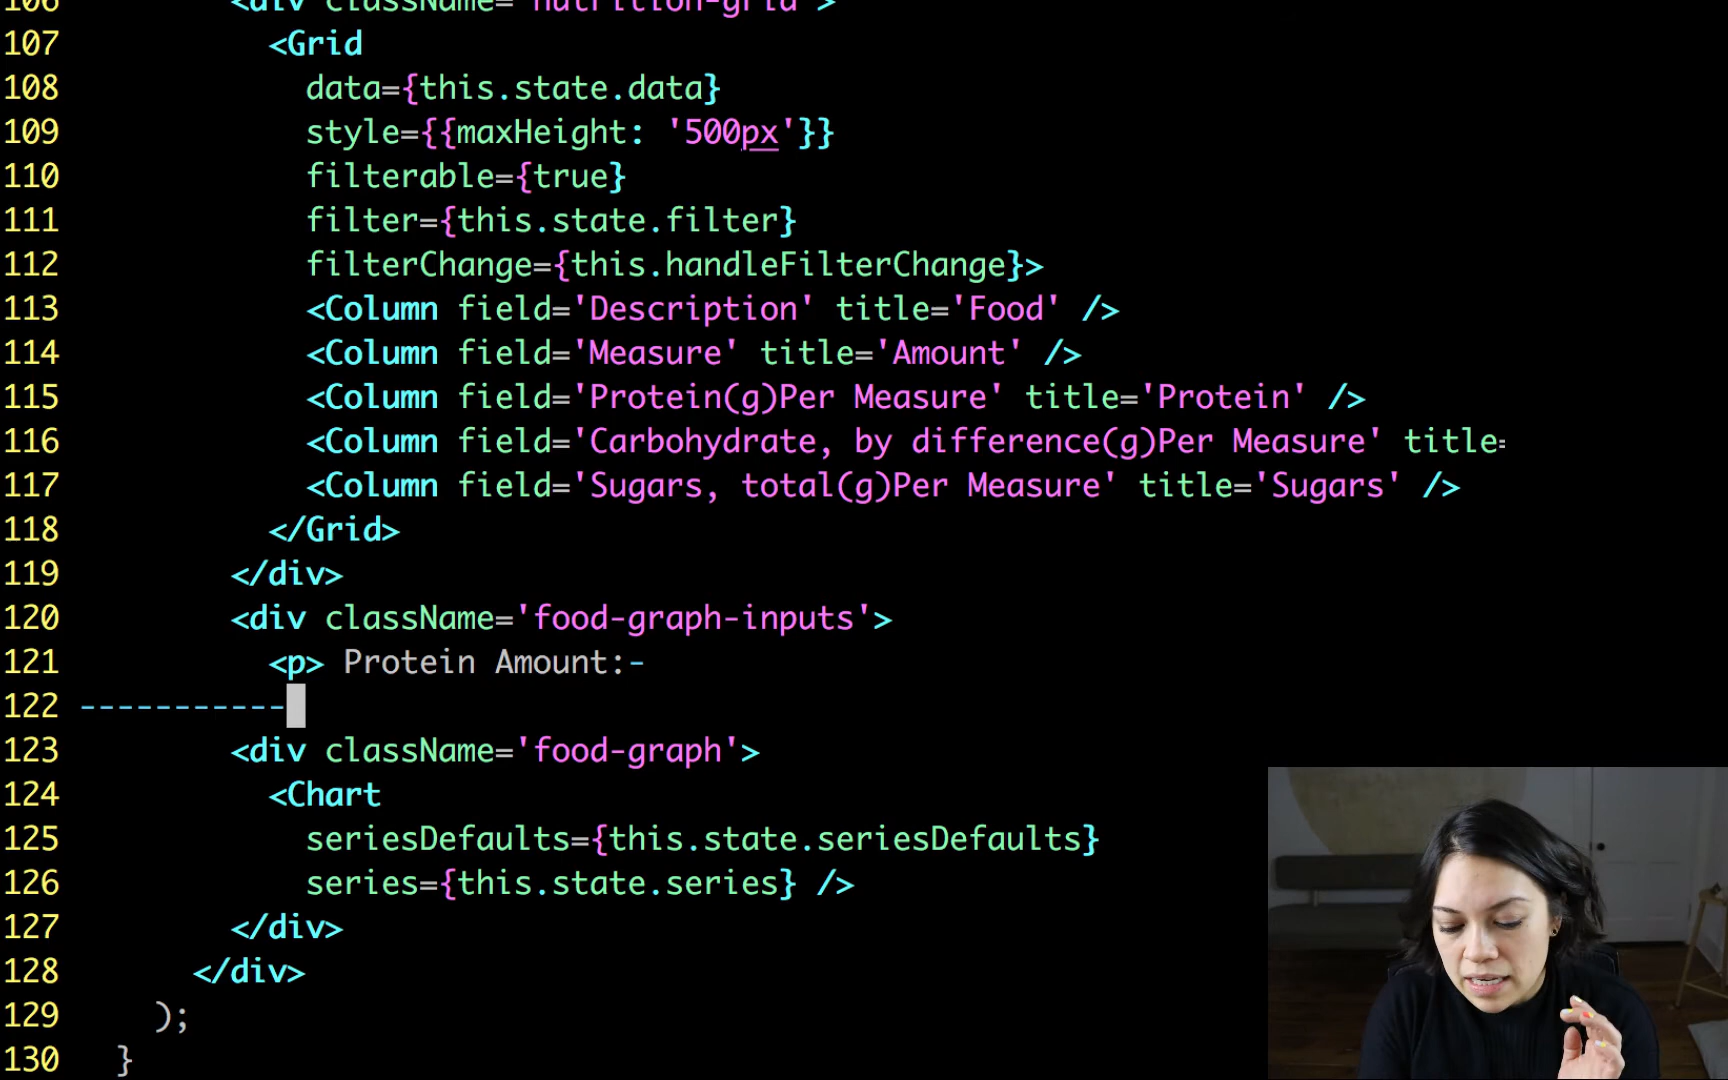 106 <div className='nutrition-grid'>
107 <Grid
108 data={this.state.data}
109 style={{maxHeight: '500px'}}
110 filterable={true}
111 filter={this.state.filter}
112 filterChange={this.handleFilterChange}>
113 <Column field='Description' title='Food' />
114 <Column field='Measure' title='Amount' />
115 <Column field='Protein(g)Per Measure' title='Protein' />
116 <Column field='Carbohydrate, by difference(g)Per Measure' title=
117 <Column field='Sugars, total(g)Per Measure' title='Sugars' />
118 </Grid>
119 </div>
120 <div className='food-graph-inputs'>
121 <p> Protein Amount:-
122 -----------
123 <div className='food-graph'>
124 <Chart
125 seriesDefaults={this.state.seriesDefaults}
126 series={this.state.series} />
127 </div>
128 </div>
129 );
130 }